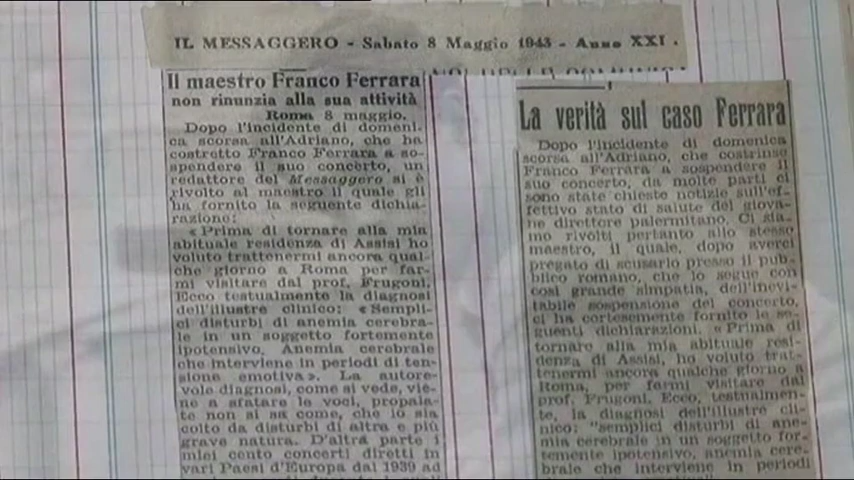 IL MESSAGGERO - Sabato 8 Maggio 1943 - Anno XXI.
Il maestro Franco Ferrara
non rinunzia alla sua attività
Roma 8 maggio.
Dopo l'incidente di domeni-
ca scorsa all'Adriano, che ha
costretto Franco Ferrara a so-
spendere il suo concerto, un
redattore del Messaggero si è
rivolto al maestro il quale gli
ha fornito la seguente dichia-
razione:
« Prima di tornare alla mia
abituale residenza di Assisi ho
voluto trattenermi ancora qual-
che giorno a Roma per far-
mi visitare dal prof. Frugoni.
Ecco testualmente la diagnosi
dell'illustre clinico: «Sempli-
ci disturbi di anemia cerebra-
le in un soggetto fortemente
ipotensivo. Anemia cerebrale
che interviene in periodi di ten-
sione emotiva». La autore-
vole diagnosi, come si vede, vie-
ne a sfatare le voci, propala-
te non si sa come, che io sia
colto da disturbi di altra e più
grave natura. D'altra parte i
miei cento concerti diretti in
vari Paesi d'Europa dal 1939 ad
La verità sul caso Ferrara
Dopo l'incidente di domenica
scorsa all'Adriano, che costrinse
Franco Ferrara a sospendere il
suo concerto, da molte parti ci
sono state chieste notizie sull'ef-
fettivo stato di salute del giova-
ne direttore palermitano. Ci sia-
mo rivolti pertanto allo stesso
maestro, il quale, dopo averci
pregato di scusarlo presso il pub-
blico romano, che lo segue con
così grande simpatia, dell'inevi-
tabile sospensione del concerto,
ci ha cortesemente fornito le se-
guenti dichiarazioni. «Prima di
tornare alla mia abituale resi-
denza di Assisi, ho voluto trat-
tenermi ancora qualche giorno a
Roma, per farmi visitare dal
prof. Frugoni. Ecco, testualmen-
te, la diagnosi dell'illustre cli-
nico: "semplici disturbi di ane-
mia cerebrale in un soggetto for-
temente ipotensivo, anemia cere-
brale che interviene in periodi